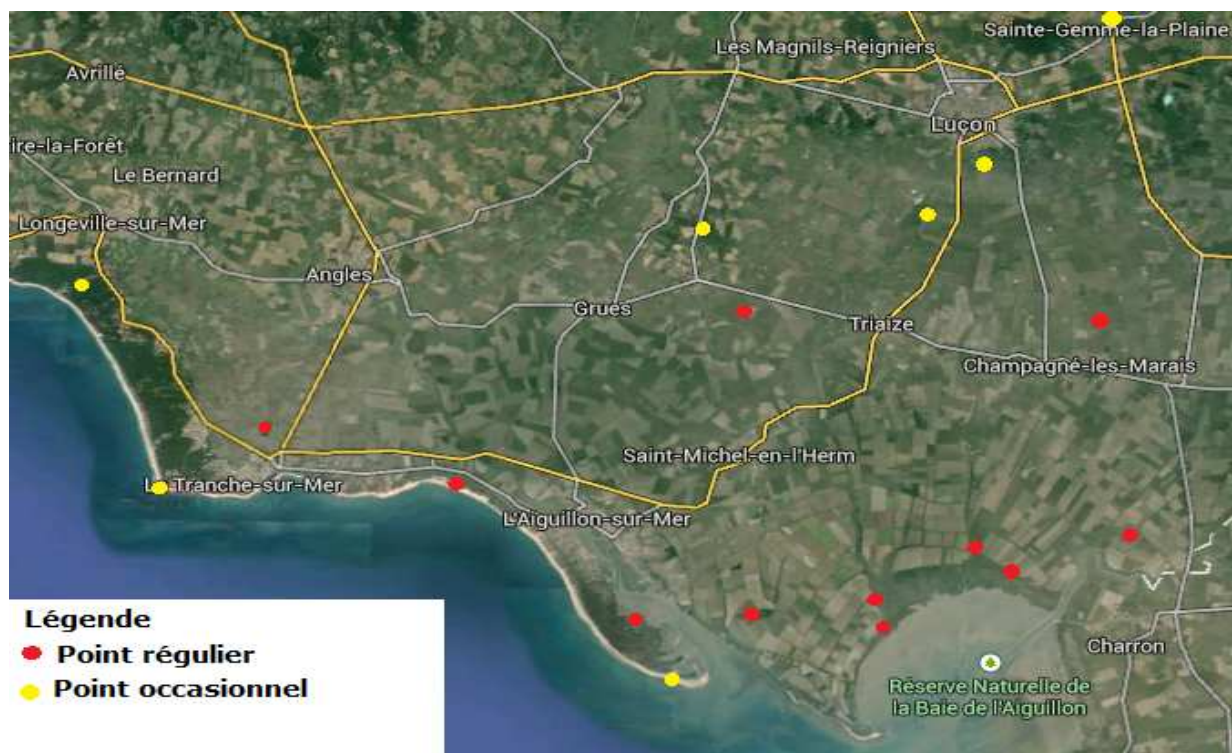 Sainte-Gemme-la-Plaine
Les Magnils-Reigniers
Avrillé
Luçon
ire-la-Forêt
Le Bernard
Longeville-sur-Mer
Angles
Grues
Triaize
Champagné-les-Marais
Saint-Michel-en-l'Herm
La Tranche-sur-Mer
L'Aiguillon-sur-Mer
Charron
Réserve Naturelle de
la Baie de l'Aiguillon
Légende
Point régulier
Point occasionnel